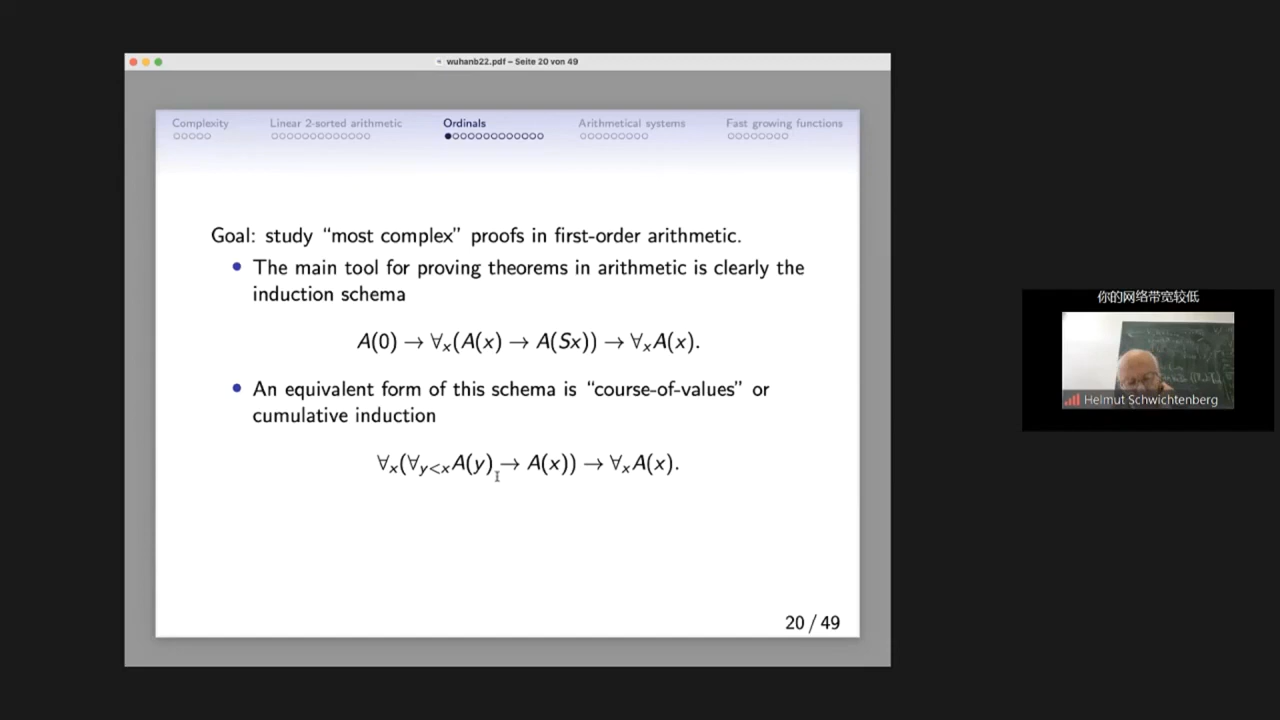 wuhanb22.pdf – Seite 20 von 49
Complexity Linear 2-sorted arithmetic Ordinals Arithmetical systems Fast growing functions
Goal: study “most complex” proofs in first-order arithmetic.
• The main tool for proving theorems in arithmetic is clearly the
induction schema
A(0) → ∀ₓ(A(x) → A(Sx)) → ∀ₓA(x).
• An equivalent form of this schema is “course-of-values” or
cumulative induction
∀ₓ(∀y<xA(y) → A(x)) → ∀ₓA(x).
20 / 49
你的网络带宽较低
Helmut Schwichtenberg